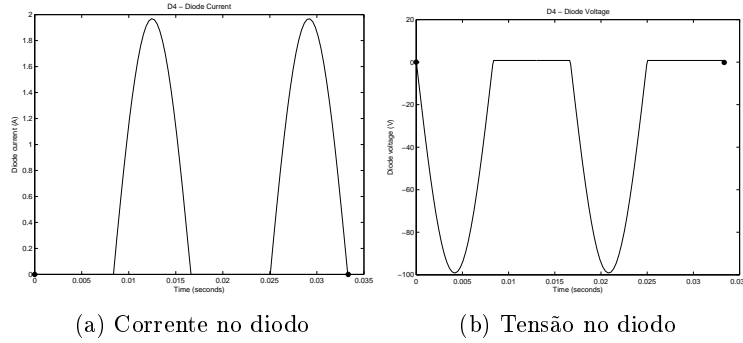 D4 – Diode Current
Diode current (A)
2
1.8
1.6
1.4
1.2
1
0.8
0.6
0.4
0.2
0
0 0.005 0.01 0.015 0.02 0.025 0.03 0.035
Time (seconds)
(a) Corrente no diodo
D4 – Diode Voltage
Diode voltage (V)
20
0
−20
−40
−60
−80
−100
0 0.005 0.01 0.015 0.02 0.025 0.03 0.035
Time (seconds)
(b) Tensão no diodo